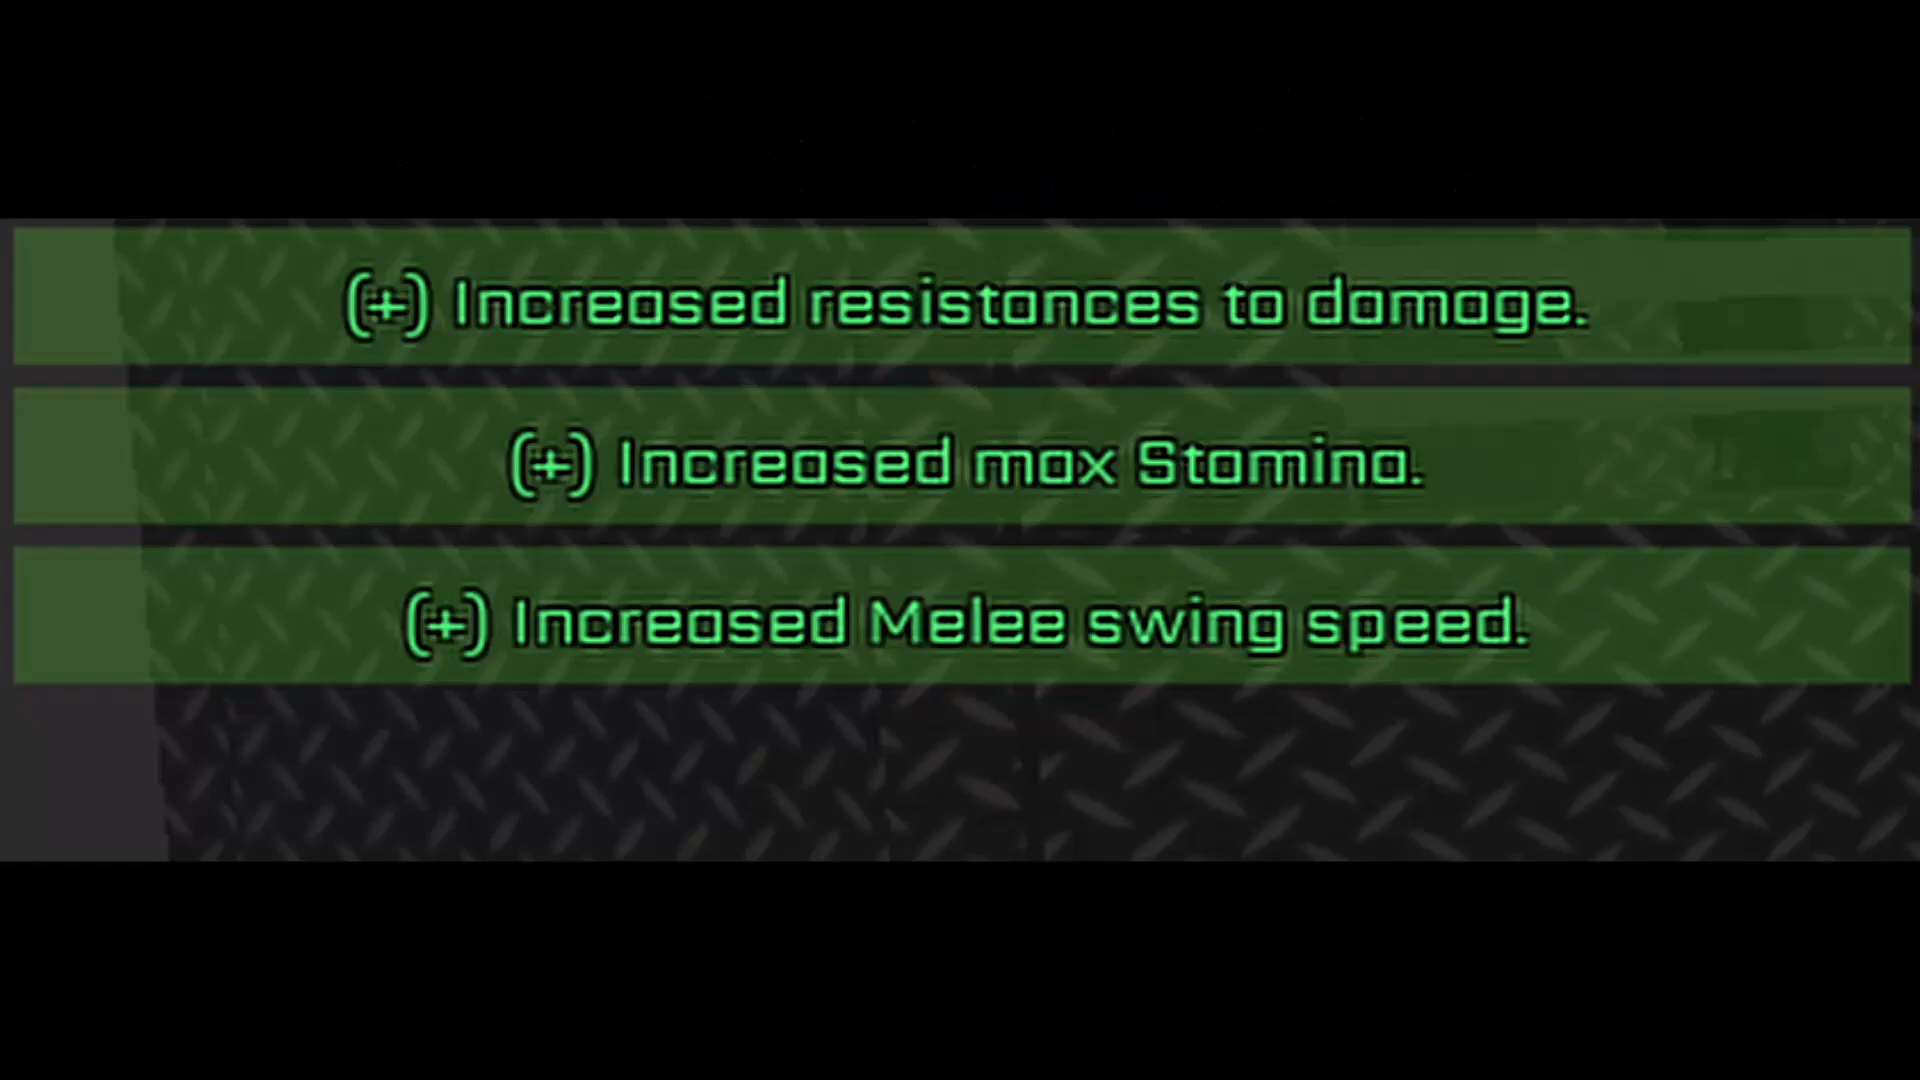 (+) Increased resistances to damage.
(+) Increased max Stamina.
(+) Increased Melee swing speed.